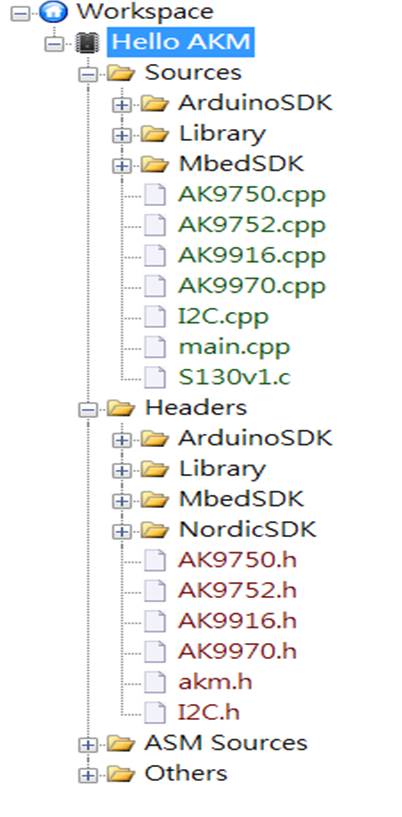 Workspace
Hello AKM
Sources
ArduinoSDK
Library
MbedSDK
AK9750.cpp
AK9752.cpp
AK9916.cpp
AK9970.cpp
I2C.cpp
main.cpp
S130v1.c
Headers
ArduinoSDK
Library
MbedSDK
NordicSDK
AK9750.h
AK9752.h
AK9916.h
AK9970.h
akm.h
I2C.h
ASM Sources
Others